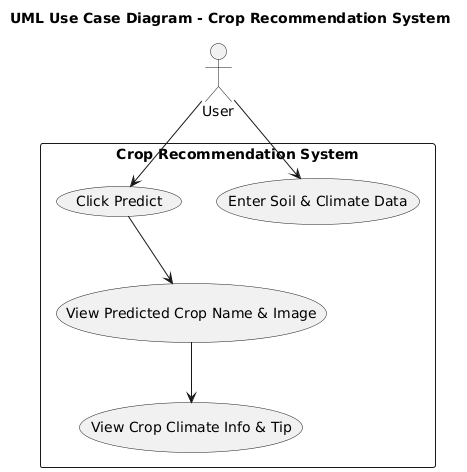 UML Use Case Diagram - Crop Recommendation System
User
Crop Recommendation System
Click Predict
Enter Soil & Climate Data
View Predicted Crop Name & Image
View Crop Climate Info & Tip